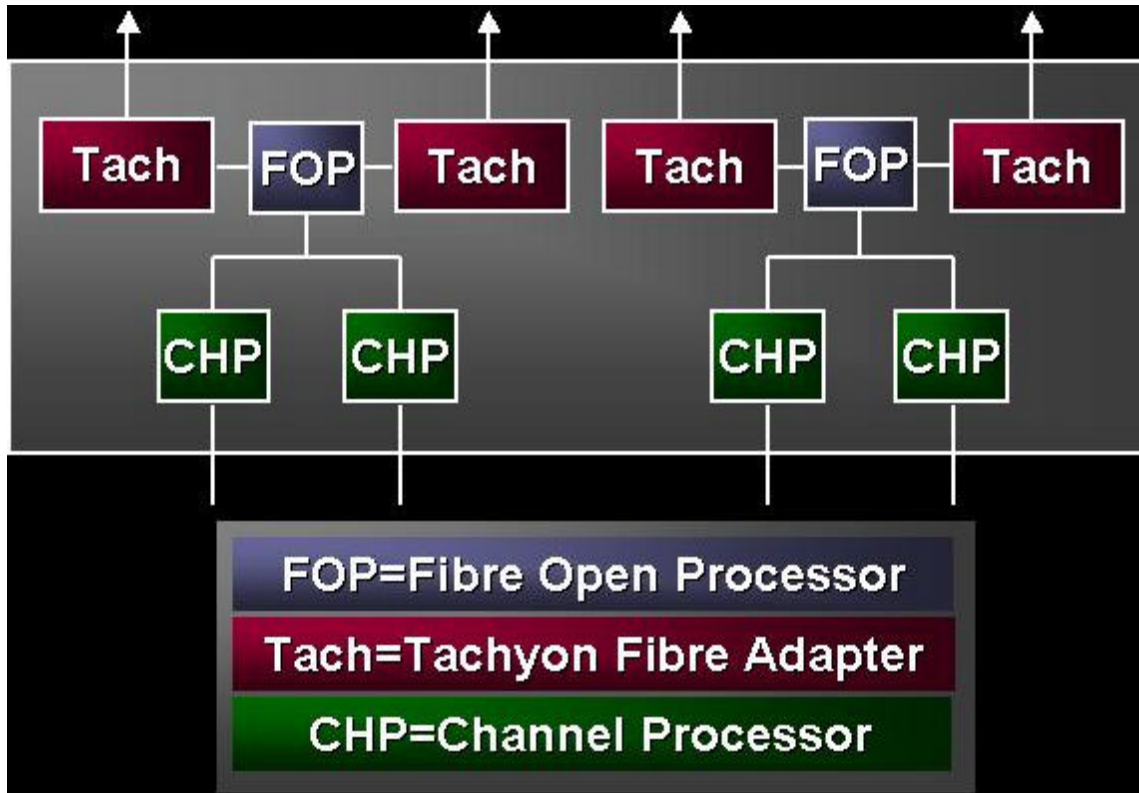 Tach FOP Tach Tach FOP Tach
CHP CHP CHP CHP
FOP=Fibre Open Processor
Tach=Tachyon Fibre Adapter
CHP=Channel Processor